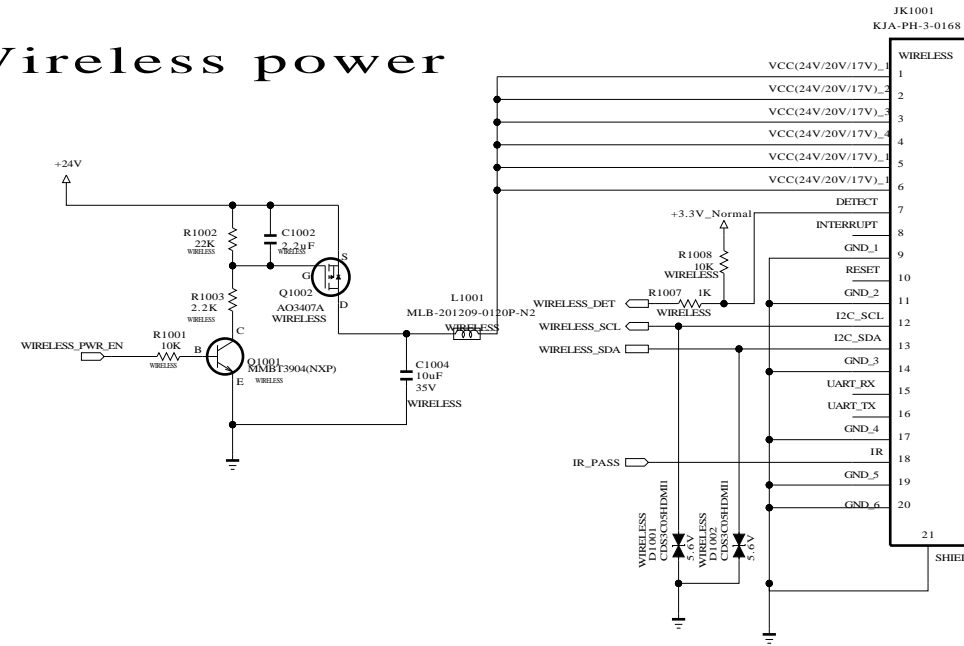 JK1001
KJA-PH-3-0168
Wireless power
WIRELESS
VCC(24V/20V/17V)_1
1
VCC(24V/20V/17V)_2
2
VCC(24V/20V/17V)_3
3
VCC(24V/20V/17V)_4
4
VCC(24V/20V/17V)_1
5
VCC(24V/20V/17V)_1
6
DETECT
7
INTERRUPT
8
GND_1
9
RESET
10
GND_2
11
I2C_SCL
12
I2C_SDA
13
GND_3
14
UART_RX
15
UART_TX
16
GND_4
17
IR
18
GND_5
19
GND_6
20
21
+24V
R1002
22K
WIRELESS
C1002
2.2uF
WIRELESS
S
G
D
Q1002
AO3407A
WIRELESS
R1003
2.2K
WIRELESS
WIRELESS_PWR_EN
R1001
10K
WIRELESS
B
C
E
Q1001
MMBT3904(NXP)
WIRELESS
L1001
MLB-201209-0120P-N2
WIRELESS
C1004
10uF
35V
WIRELESS
+3.3V_Normal
R1008
10K
WIRELESS
WIRELESS_DET
R1007
1K
WIRELESS
WIRELESS_SCL
WIRELESS_SDA
IR_PASS
WIRELESS
D1001
CDS3C05HDMI1
5.6V
WIRELESS
D1002
CDS3C05HDMI1
5.6V